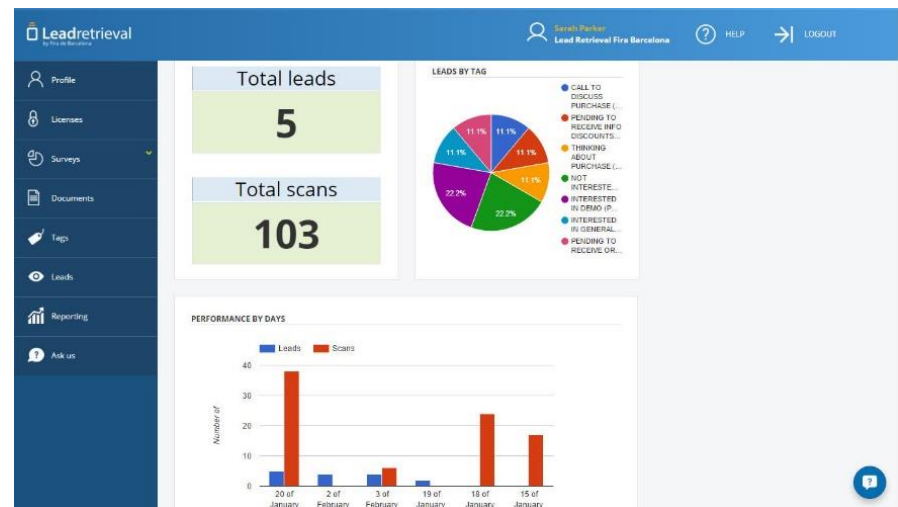 Leadretrieval
by Fira de Barcelona
Sarah Parker
Lead Retrieval Fira Barcelona
HELP
LOGOUT
Profile
Licenses
Surveys
Documents
Tags
Leads
Reporting
Ask us
Total leads
5
Total scans
103
LEADS BY TAG
11.1%
11.1%
11.1%
11.1%
11.1%
22.2%
22.2%
CALL TO
DISCUSS
PURCHASE (...
PENDING TO
RECEIVE INFO
DISCOUNTS...
THINKING
ABOUT
PURCHASE (...
NOT
INTERESTE...
INTERESTED
IN DEMO (P...
INTERESTED
IN GENERAL...
PENDING TO
RECEIVE OR...
PERFORMANCE BY DAYS
Leads Scans
Number of
40
30
20
10
0
20 of 2 of 3 of 19 of 18 of 15 of
January February February January January January